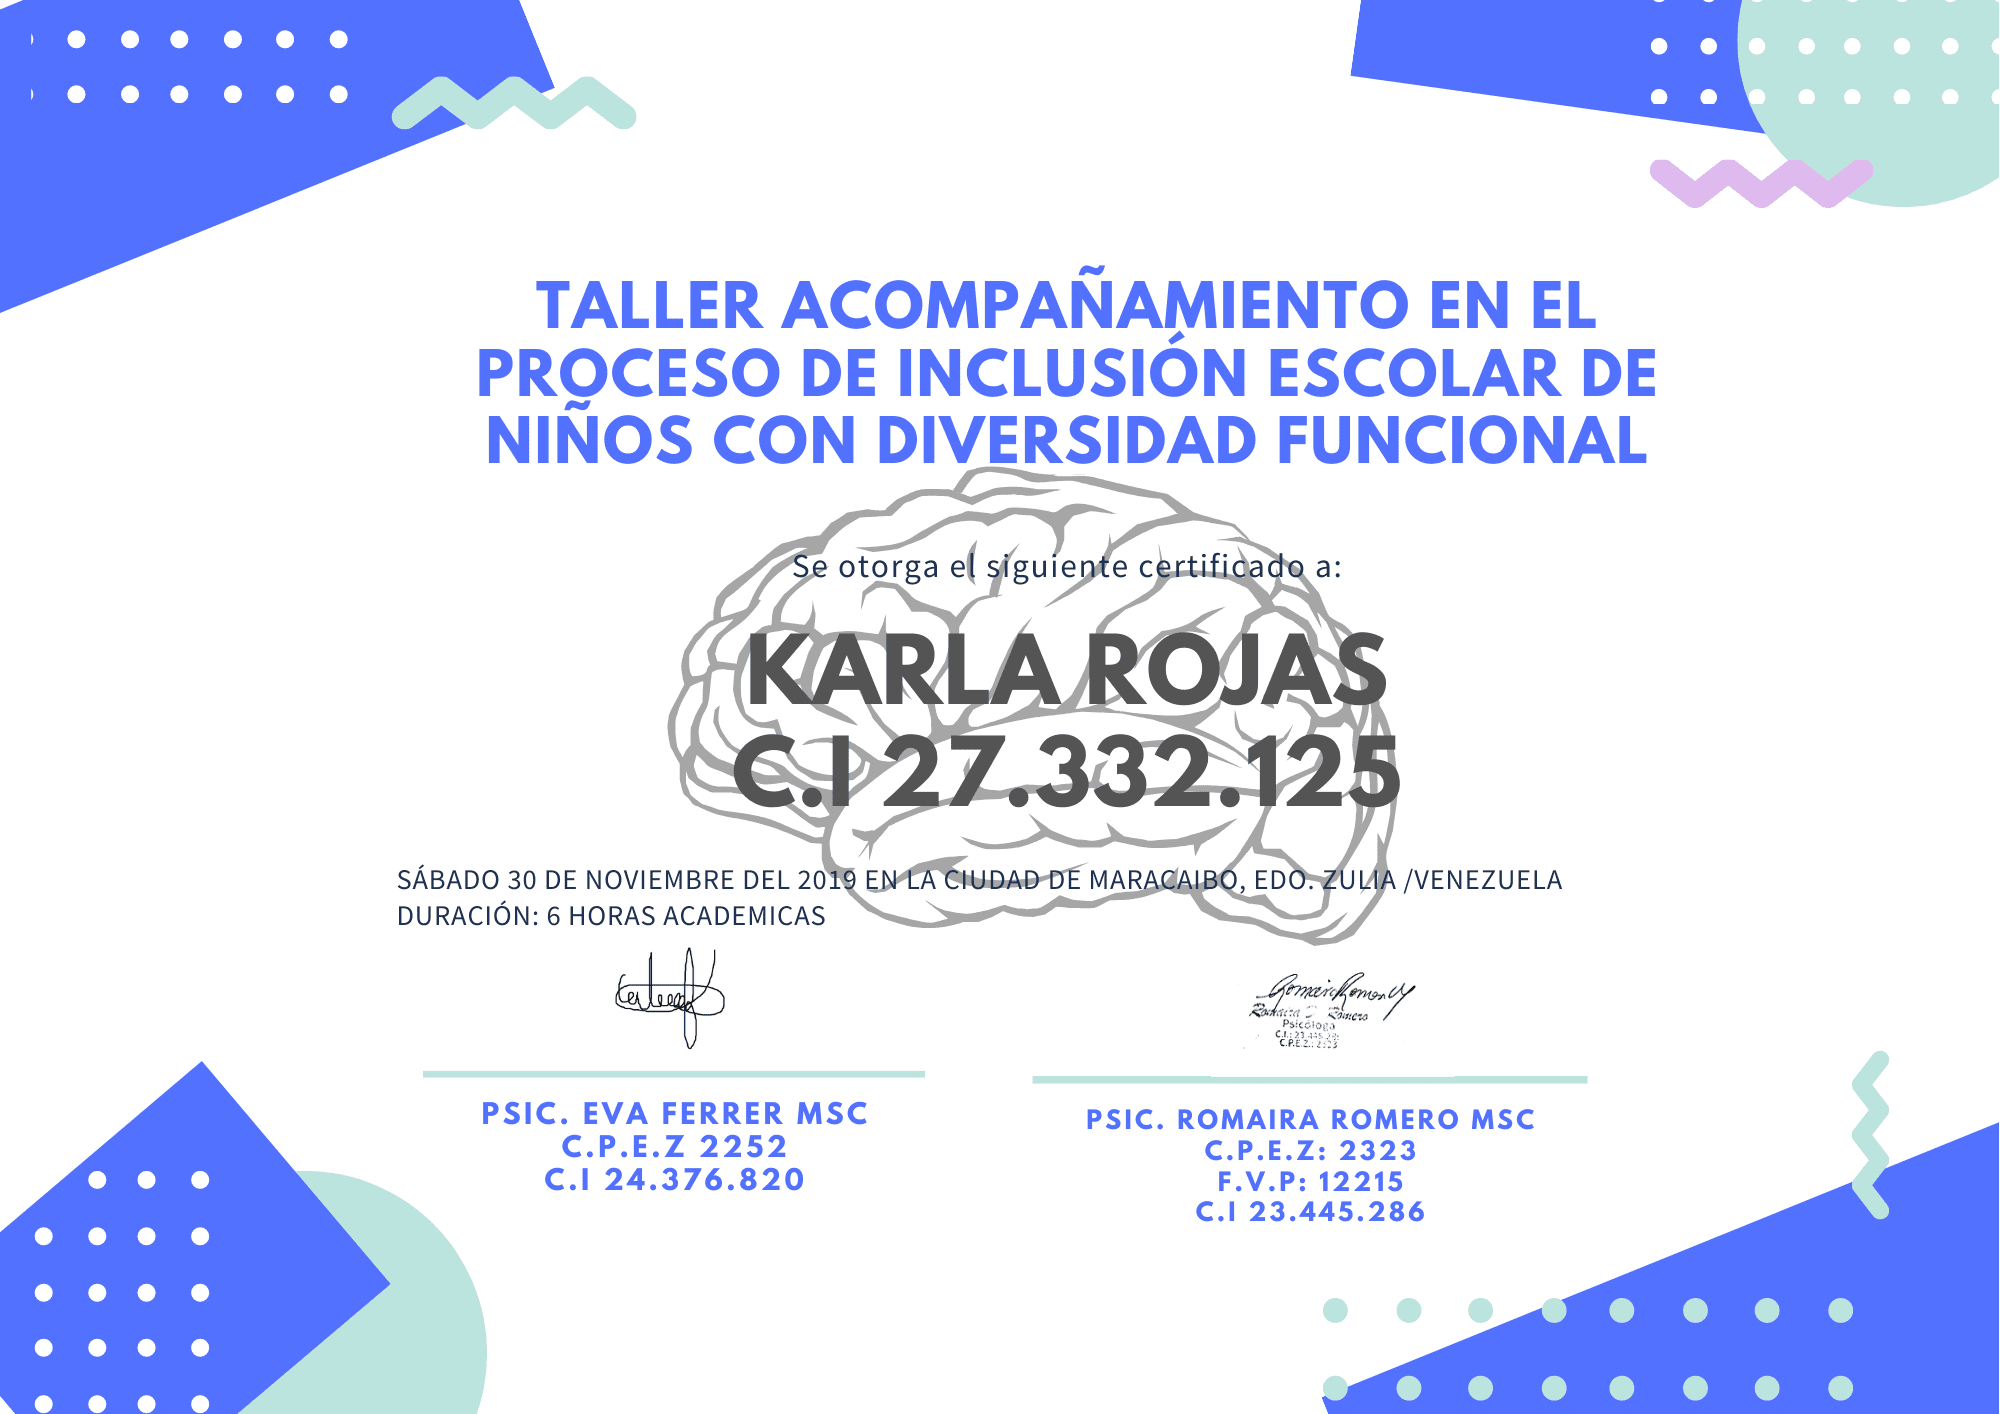 TALLER ACOMPAÑAMIENTO EN EL
PROCESO DE INCLUSIÓN ESCOLAR DE
NIÑOS CON DIVERSIDAD FUNCIONAL
Se otorga el siguiente certificado a:
KARLA ROJAS
C.I 27.332.125
SÁBADO 30 DE NOVIEMBRE DEL 2019 EN LA CIUDAD DE MARACAIBO, EDO. ZULIA /VENEZUELA
DURACIÓN: 6 HORAS ACADEMICAS
Romero
Psicóloga
C.P.E.Z.: 2323
PSIC. EVA FERRER MSC
C.P.E.Z 2252
C.I 24.376.820
PSIC. ROMAIRA ROMERO MSC
C.P.E.Z: 2323
F.V.P: 12215
C.I 23.445.286